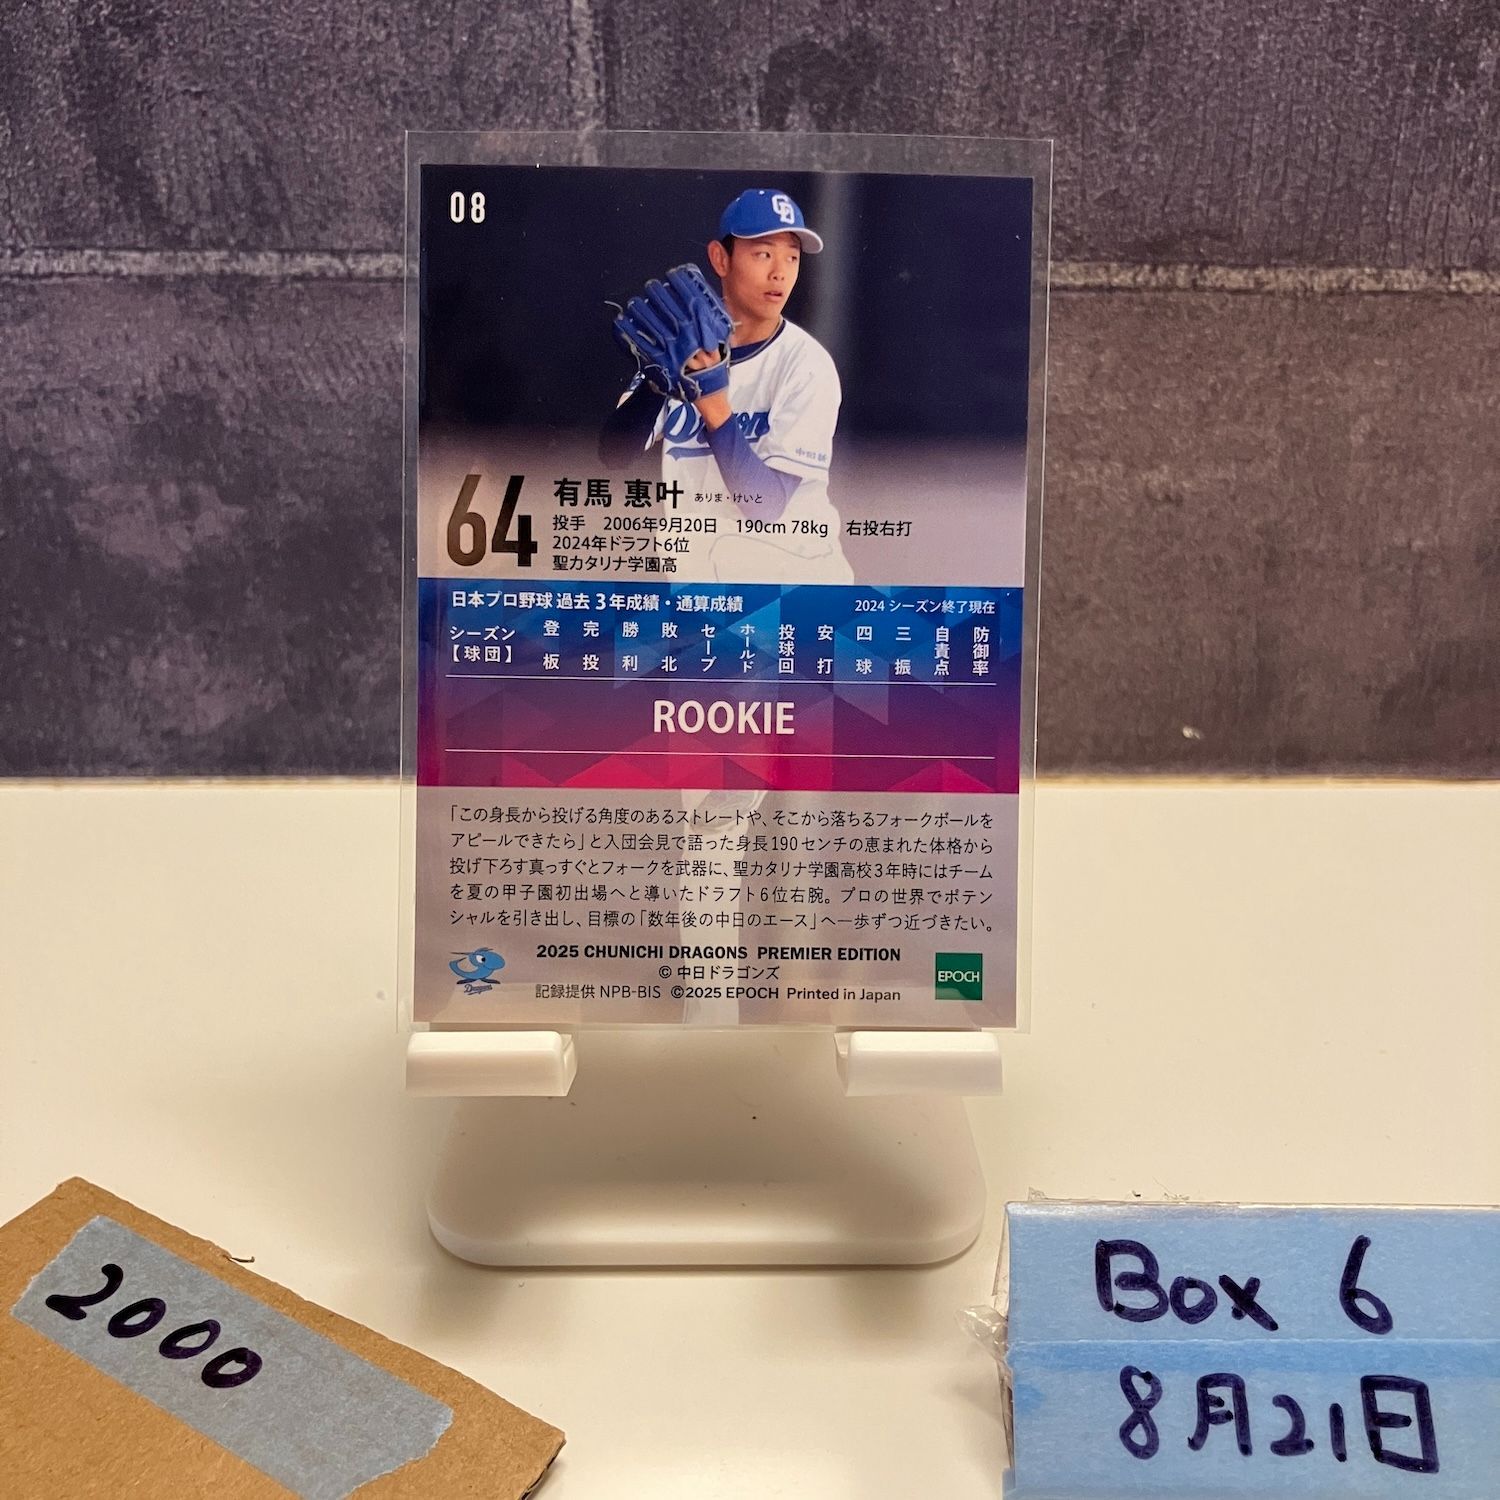 08
64
有馬 惠叶 ありま・けいと
投手 2006年9月20日 190cm 78kg 右投右打
2024年ドラフト6位
聖カタリナ学園高
日本プロ野球 過去3年成績・通算成績 2024 シーズン終了現在
シーズン【球団】 登板 完投 勝利 敗北 セーブ ホールド 投球回 安打 四球 三振 自責点 防御率
ROOKIE
「この身長から投げる角度のあるストレートや、そこから落ちるフォークボールを
アピールできたら」と入団会見で語った身長190センチの恵まれた体格から
投げ下ろす真っすぐとフォークを武器に、聖カタリナ学園高校3年時にはチーム
を夏の甲子園初出場へと導いたドラフト6位右腕。プロの世界でポテン
シャルを引き出し、目標の「数年後の中日のエース」へ一歩ずつ近づきたい。
2025 CHUNICHI DRAGONS PREMIER EDITION
© 中日ドラゴンズ
記録提供 NPB-BIS ©2025 EPOCH Printed in Japan
Dragons
EPOCH
2000
Box 6
8月21日